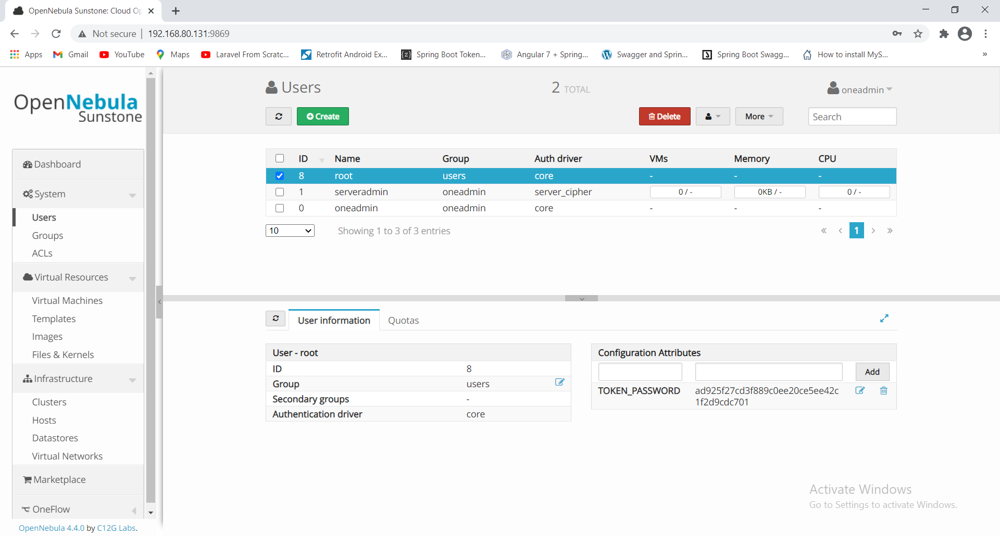 OpenNebula Sunstone: Cloud Op
Not secure | 192.168.80.131:9869
Apps Gmail YouTube Maps Laravel From Scratc... Retrofit Android Ex... Spring Boot Token... Angular 7 + Spring... Swagger and Sprin... Spring Boot Swagg... How to install MyS... »
OpenNebula
Sunstone
Dashboard
System
Users
Groups
ACLs
Virtual Resources
Virtual Machines
Templates
Images
Files & Kernels
Infrastructure
Clusters
Hosts
Datastores
Virtual Networks
Marketplace
OneFlow
OpenNebula 4.4.0 by C12G Labs.
Users 2 TOTAL oneadmin
Create Delete More Search
ID Name Group Auth driver VMs Memory CPU
8 root users core - - -
1 serveradmin oneadmin server_cipher 0 / - 0KB / - 0 / -
0 oneadmin oneadmin core - - -
10 Showing 1 to 3 of 3 entries « ‹ 1 › »
User information Quotas
User - root
ID 8
Group users
Secondary groups -
Authentication driver core
Configuration Attributes
Add
TOKEN_PASSWORD ad925f27cd3f889c0ee20ce5ee42c
1f2d9cdc701
Activate Windows
Go to Settings to activate Windows.